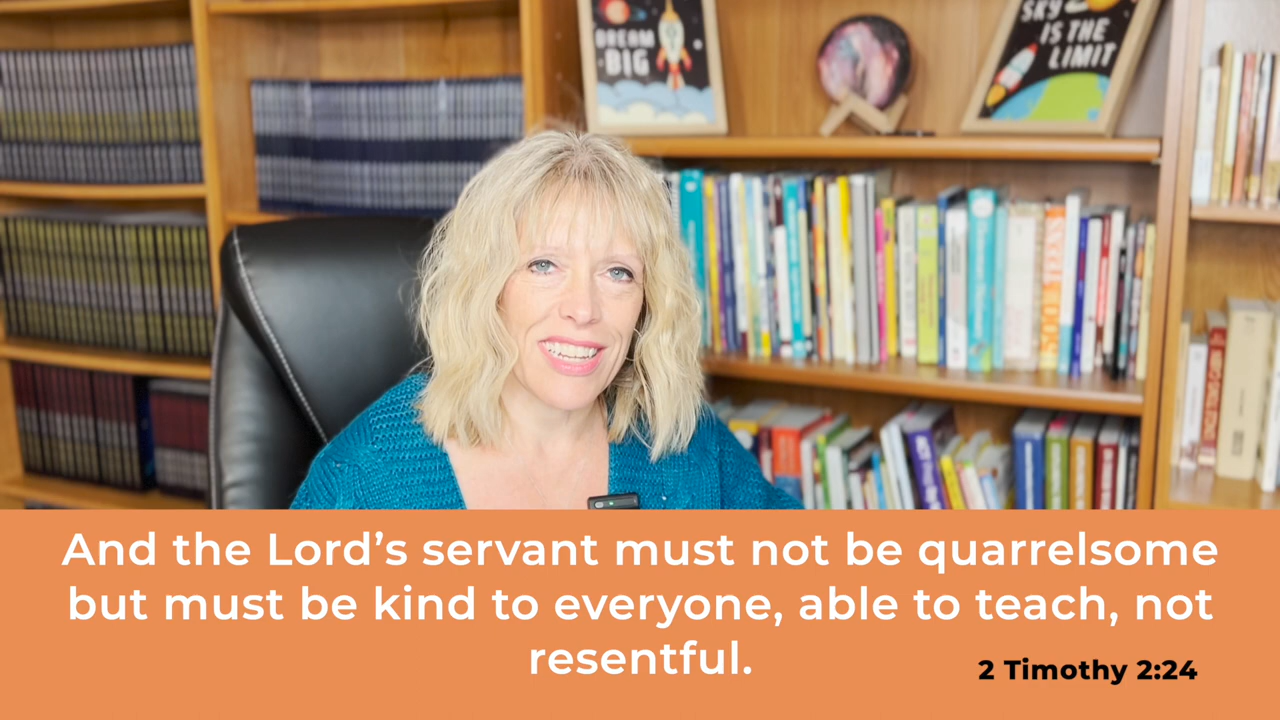 DREAM
BIG
SKY
IS THE
LIMIT
And the Lord’s servant must not be quarrelsome
but must be kind to everyone, able to teach, not
resentful.
2 Timothy 2:24